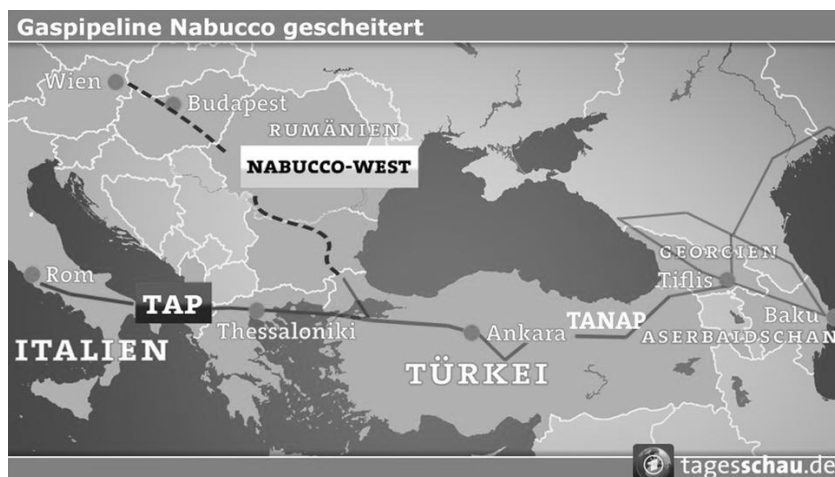 Gaspipeline Nabucco gescheitert
Wien
Budapest
RUMÄNIEN
NABUCCO-WEST
GEORGIEN
Rom
Tiflis
TAP
Thessaloniki
Ankara
TANAP
Baku
ASERBAIDSCHAN
ITALIEN
TÜRKEI
tagesschau.de